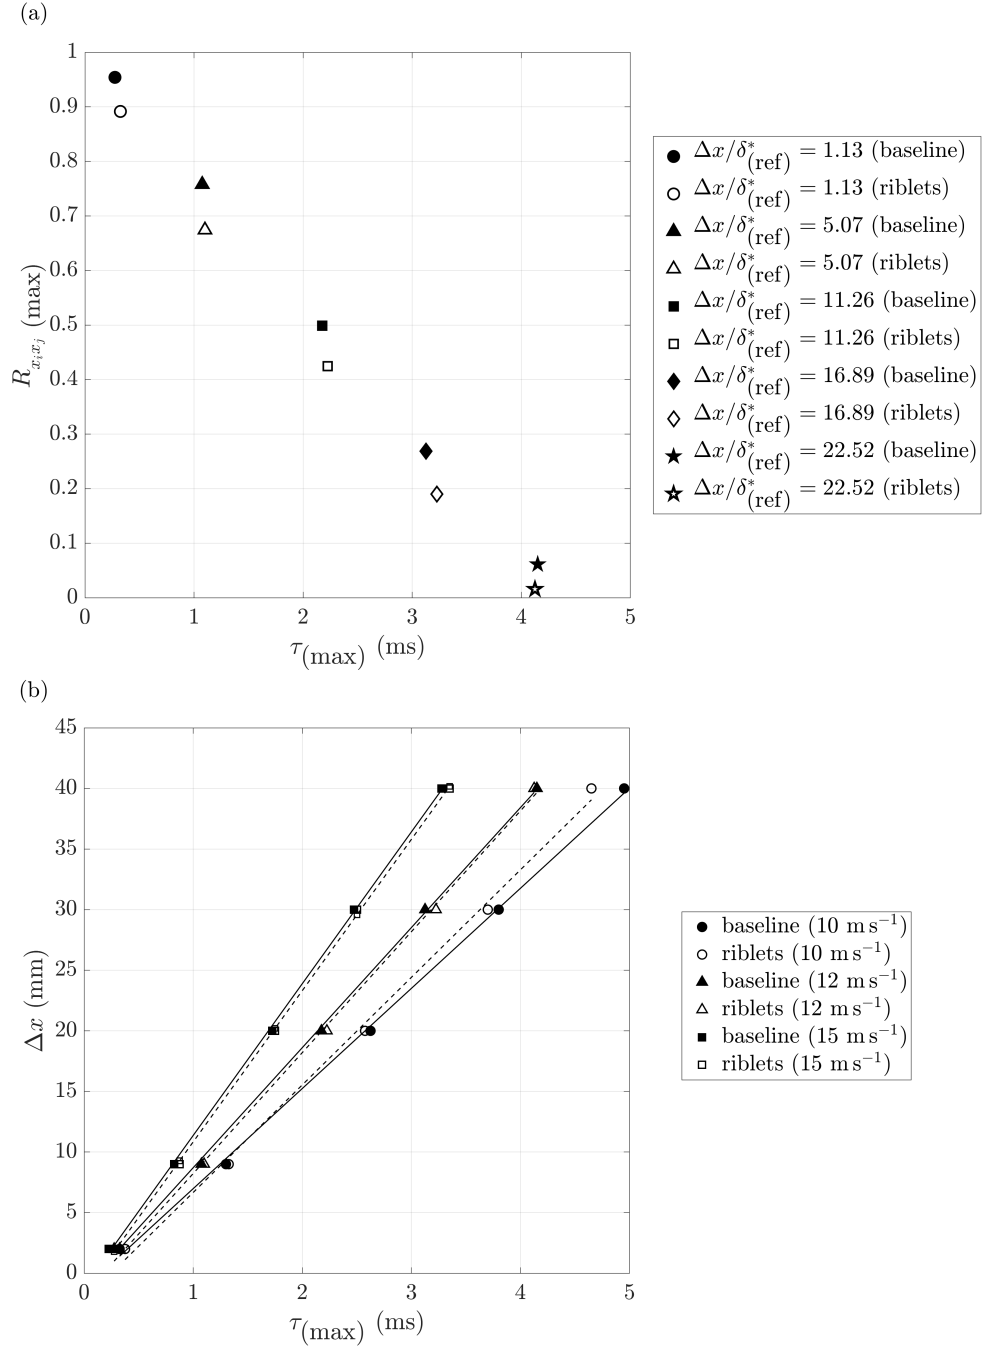 (a)
1
0.9
0.8
0.7
0.6
0.5
0.4
0.3
0.2
0.1
0
0 1 2 3 4 5
R_{x_i x_j} (max)
τ_(max) (ms)
Δx/δ*_(ref) = 1.13 (baseline)
Δx/δ*_(ref) = 1.13 (riblets)
Δx/δ*_(ref) = 5.07 (baseline)
Δx/δ*_(ref) = 5.07 (riblets)
Δx/δ*_(ref) = 11.26 (baseline)
Δx/δ*_(ref) = 11.26 (riblets)
Δx/δ*_(ref) = 16.89 (baseline)
Δx/δ*_(ref) = 16.89 (riblets)
Δx/δ*_(ref) = 22.52 (baseline)
Δx/δ*_(ref) = 22.52 (riblets)
(b)
45
40
35
30
25
20
15
10
5
0
0 1 2 3 4 5
Δx (mm)
τ_(max) (ms)
baseline (10 m s⁻¹)
riblets (10 m s⁻¹)
baseline (12 m s⁻¹)
riblets (12 m s⁻¹)
baseline (15 m s⁻¹)
riblets (15 m s⁻¹)